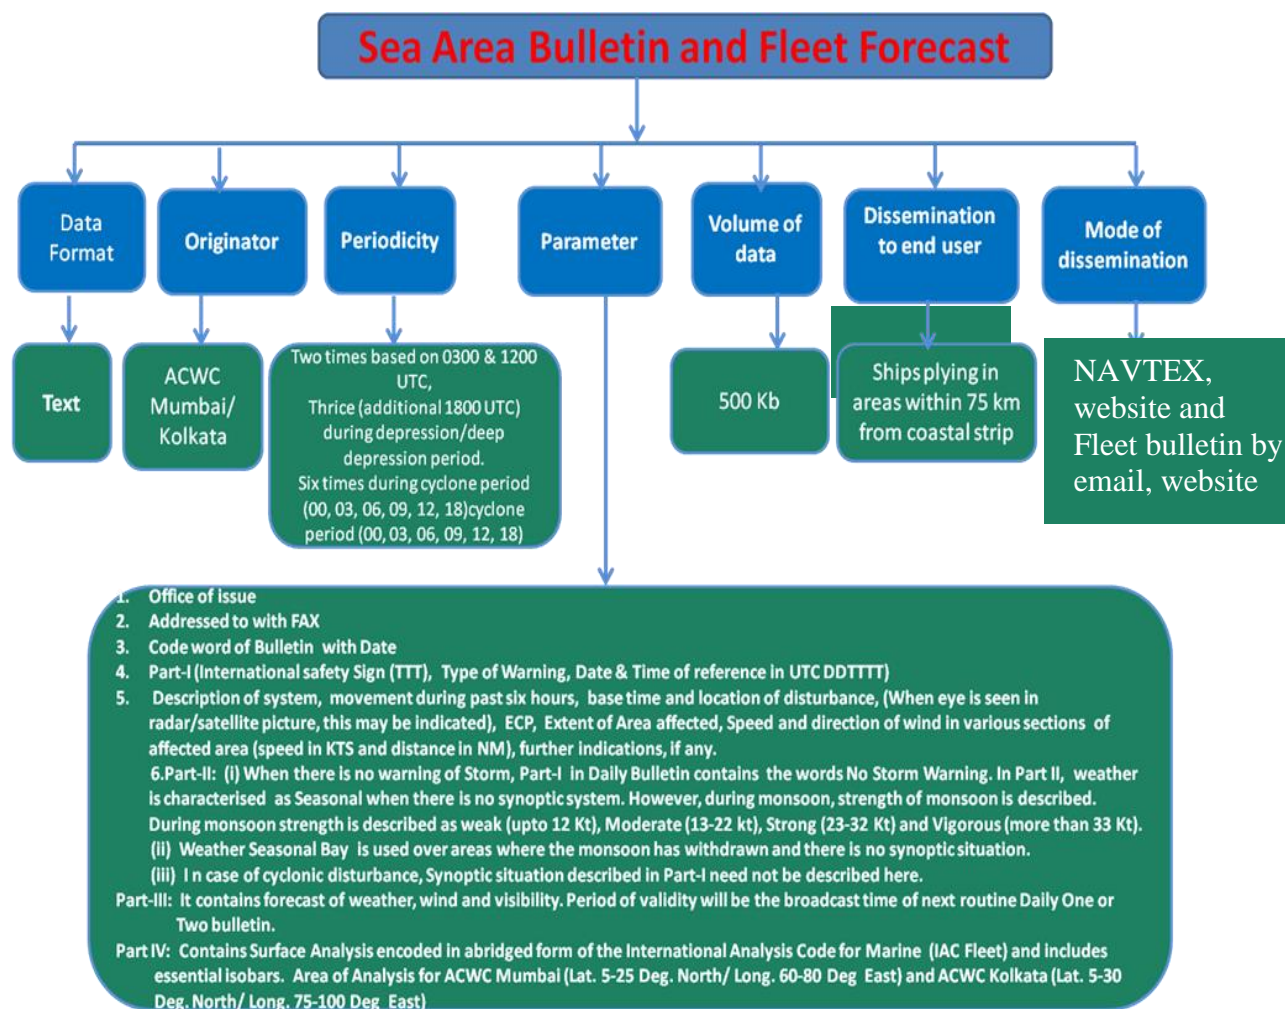 Sea Area Bulletin and Fleet Forecast
Data
Format
Originator
Periodicity
Parameter
Volume of
data
Dissemination
to end user
Mode of
dissemination
Text
ACWC
Mumbai/
Kolkata
Two times based on 0300 & 1200
UTC,
Thrice (additional 1800 UTC)
during depression/deep
depression period.
Six times during cyclone period
(00, 03, 06, 09, 12, 18)cyclone
period (00, 03, 06, 09, 12, 18)
500 Kb
Ships plying in
areas within 75 km
from coastal strip
NAVTEX,
website and
Fleet bulletin by
email, website
1. Office of issue
2. Addressed to with FAX
3. Code word of Bulletin with Date
4. Part-I (International safety Sign (TTT), Type of Warning, Date & Time of reference in UTC DDTTTT)
5. Description of system, movement during past six hours, base time and location of disturbance, (When eye is seen in
radar/satellite picture, this may be indicated), ECP, Extent of Area affected, Speed and direction of wind in various sections of
affected area (speed in KTS and distance in NM), further indications, if any.
6.Part-II: (i) When there is no warning of Storm, Part-I in Daily Bulletin contains the words No Storm Warning. In Part II, weather
is characterised as Seasonal when there is no synoptic system. However, during monsoon, strength of monsoon is described.
During monsoon strength is described as weak (upto 12 Kt), Moderate (13-22 kt), Strong (23-32 Kt) and Vigorous (more than 33 Kt).
(ii) Weather Seasonal Bay is used over areas where the monsoon has withdrawn and there is no synoptic situation.
(iii) I n case of cyclonic disturbance, Synoptic situation described in Part-I need not be described here.
Part-III: It contains forecast of weather, wind and visibility. Period of validity will be the broadcast time of next routine Daily One or
Two bulletin.
Part IV: Contains Surface Analysis encoded in abridged form of the International Analysis Code for Marine (IAC Fleet) and includes
essential isobars. Area of Analysis for ACWC Mumbai (Lat. 5-25 Deg. North/ Long. 60-80 Deg East) and ACWC Kolkata (Lat. 5-30
Deg. North/ Long. 75-100 Deg East)